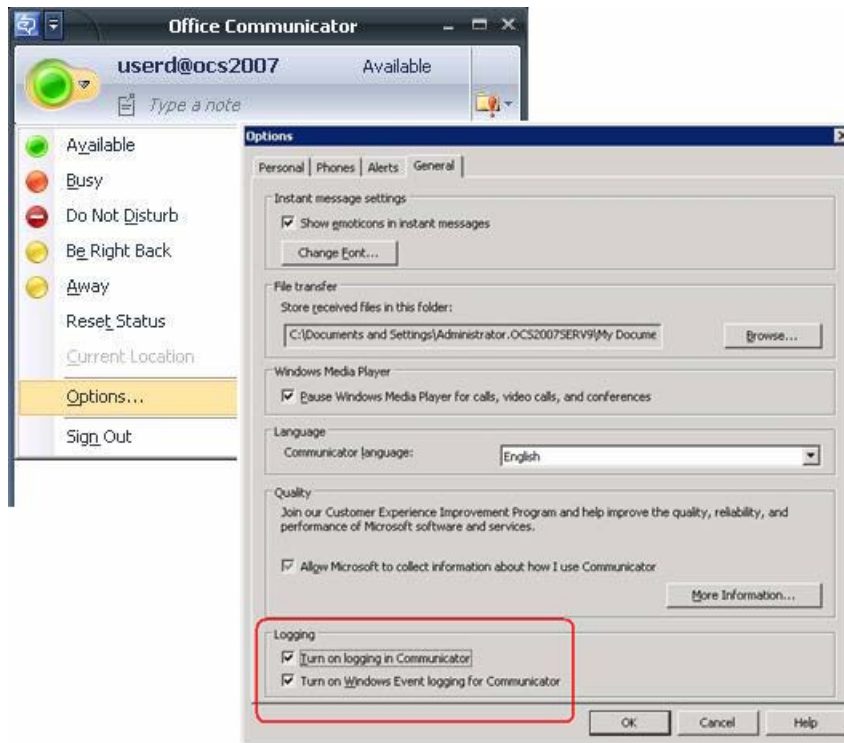 Office Communicator
userd@ocs2007 Available
Type a note
Available
Busy
Do Not Disturb
Be Right Back
Away
Reset Status
Current Location
Options...
Sign Out
Options
Personal Phones Alerts General
Instant message settings
Show emoticons in instant messages
Change Font...
File transfer
Store received files in this folder:
C:\Documents and Settings\Administrator.OCS2007SERV9\My Docume
Browse...
Windows Media Player
Pause Windows Media Player for calls, video calls, and conferences
Language
Communicator language: English
Quality
Join our Customer Experience Improvement Program and help improve the quality, reliability, and
performance of Microsoft software and services.
Allow Microsoft to collect information about how I use Communicator
More Information...
Logging
Turn on logging in Communicator
Turn on Windows Event logging for Communicator
OK Cancel Help